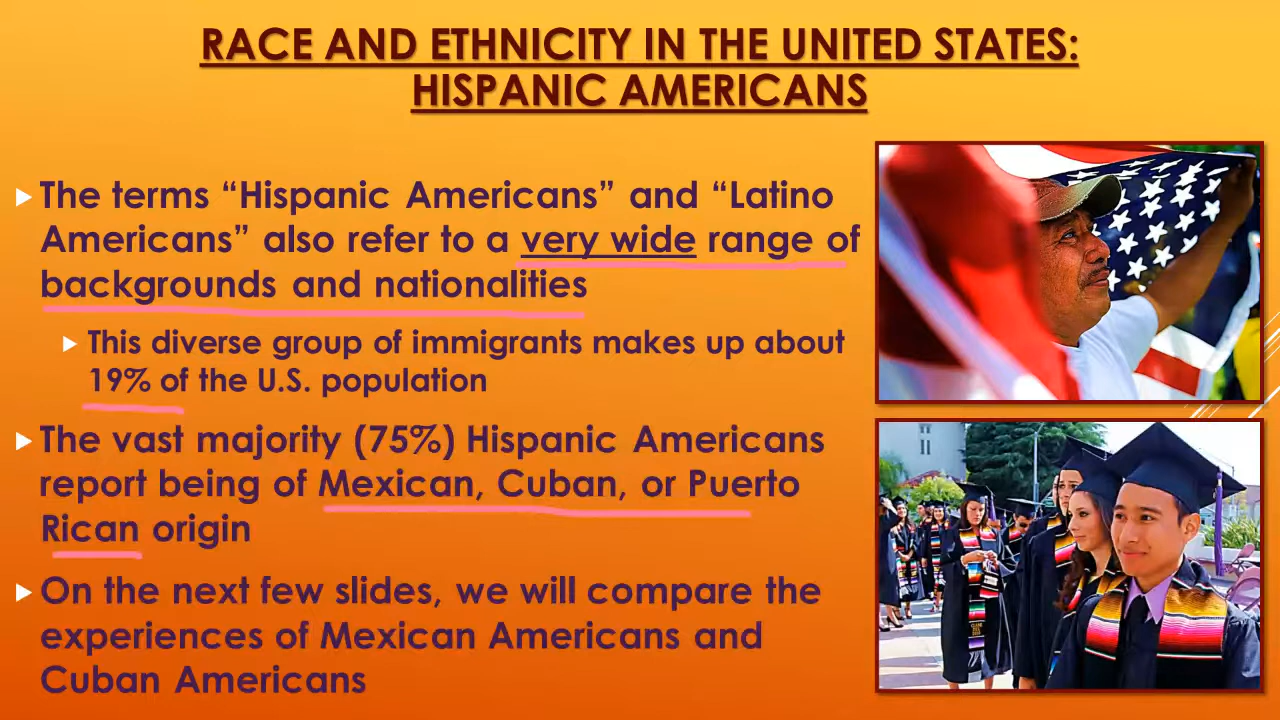 RACE AND ETHNICITY IN THE UNITED STATES:
HISPANIC AMERICANS
The terms “Hispanic Americans” and “Latino
Americans” also refer to a very wide range of
backgrounds and nationalities
This diverse group of immigrants makes up about
19% of the U.S. population
The vast majority (75%) Hispanic Americans
report being of Mexican, Cuban, or Puerto
Rican origin
On the next few slides, we will compare the
experiences of Mexican Americans and
Cuban Americans